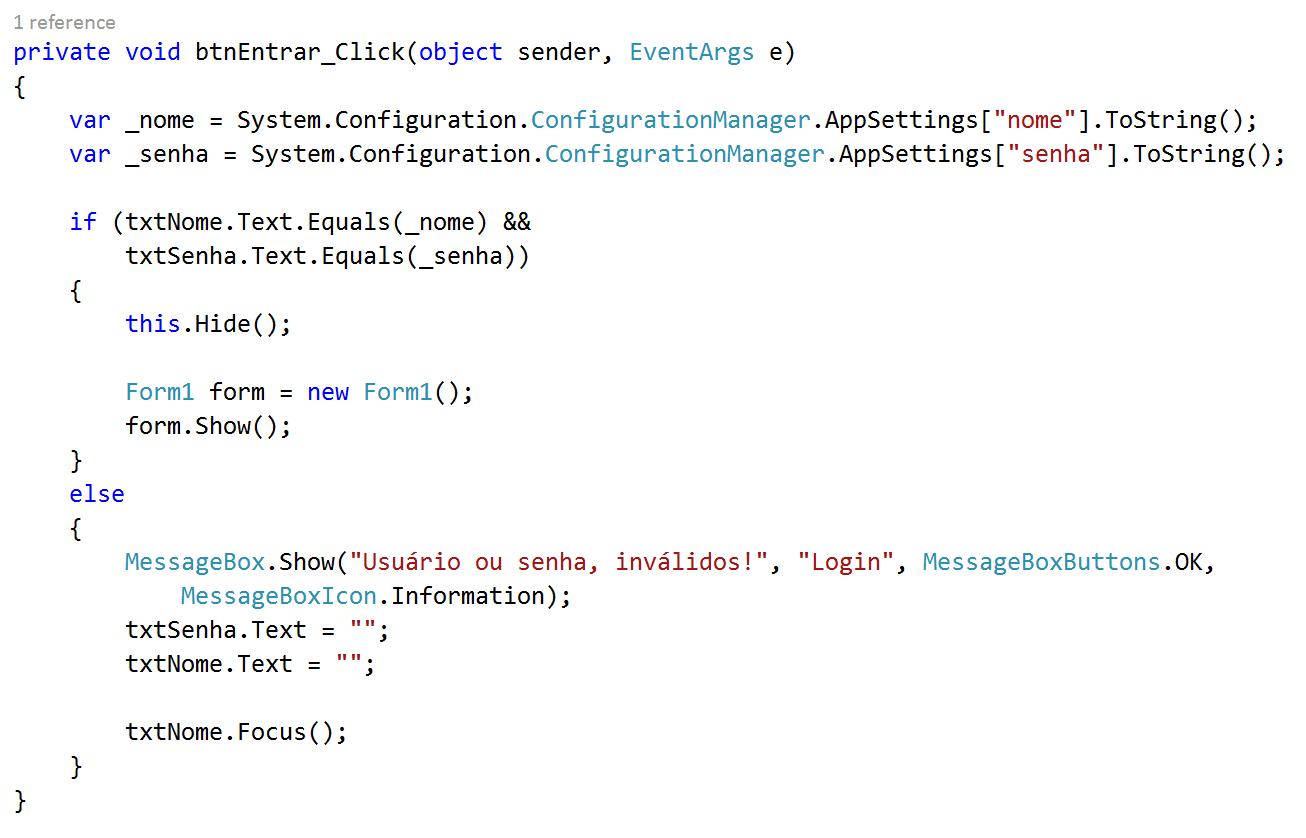 1 reference
private void btnEntrar_Click(object sender, EventArgs e)
{
    var _nome = System.Configuration.ConfigurationManager.AppSettings["nome"].ToString();
    var _senha = System.Configuration.ConfigurationManager.AppSettings["senha"].ToString();

    if (txtNome.Text.Equals(_nome) &&
        txtSenha.Text.Equals(_senha))
    {
        this.Hide();

        Form1 form = new Form1();
        form.Show();
    }
    else
    {
        MessageBox.Show("Usuário ou senha, inválidos!", "Login", MessageBoxButtons.OK,
            MessageBoxIcon.Information);
        txtSenha.Text = "";
        txtNome.Text = "";

        txtNome.Focus();
    }
}